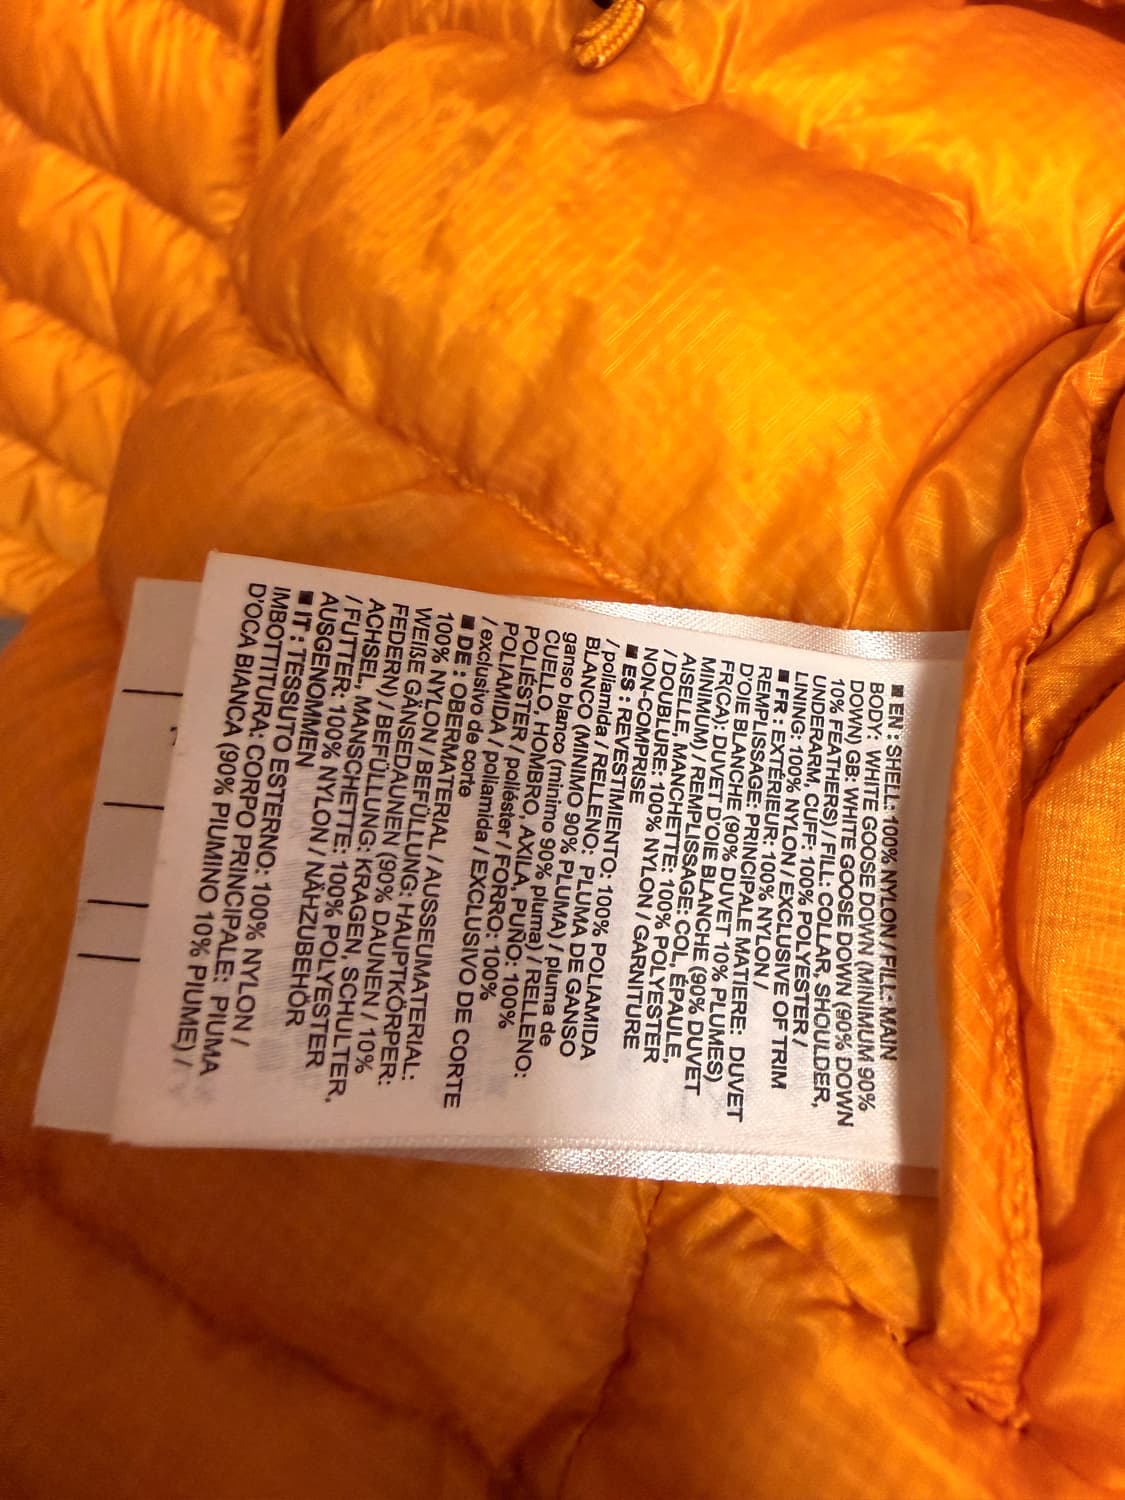 ■ EN : SHELL: 100% NYLON / FILL: MAIN
BODY: WHITE GOOSE DOWN (MINIMUM 90%
DOWN) GB: WHITE GOOSE DOWN (90% DOWN
10% FEATHERS) / FILL: COLLAR, SHOULDER,
UNDERARM, CUFF: 100% POLYESTER /
LINING: 100% NYLON / EXCLUSIVE OF TRIM
■ FR : EXTÉRIEUR: 100% NYLON /
REMPLISSAGE: PRINCIPALE MATIERE: DUVET
D'OIE BLANCHE (90% DUVET 10% PLUMES)
FR(CA): DUVET D'OIE BLANCHE (90% DUVET
MINIMUM) / REMPLISSAGE: COL, ÉPAULE,
AISELLE, MANCHETTE: 100% POLYESTER
/ DOUBLURE: 100% NYLON / GARNITURE
NON-COMPRISE
■ ES : REVESTIMENTO: 100% POLIAMIDA
/ poliamida / RELLENO: PLUMA DE GANSO
BLANCO (MINIMO 90% PLUMA) / pluma de
ganso blanco (minimo 90% pluma) / RELLENO:
CUELLO, HOMBRO, AXILA, PUÑO: 100%
POLIÉSTER / poliéster / FORRO: 100%
POLIAMIDA / poliamida / EXCLUSIVO DE CORTE
/ exclusivo de corte
■ DE : OBERMATERIAL / AUSSEUMATERIAL:
100% NYLON / BEFÜLLUNG: HAUPTKÖRPER:
WEIßE GÄNSEDAUNEN (90% DAUNEN / 10%
FEDERN) / BEFÜLLUNG: KRAGEN, SCHULTER,
ACHSEL, MANSCHETTE: 100% POLYESTER
/ FUTTER: 100% NYLON / NÄHZUBEHÖR
AUSGENOMMEN
■ IT : TESSUTO ESTERNO: 100% NYLON /
IMBOTTITURA: CORPO PRINCIPALE: PIUMA
D'OCA BIANCA (90% PIUMINO 10% PIUME) /